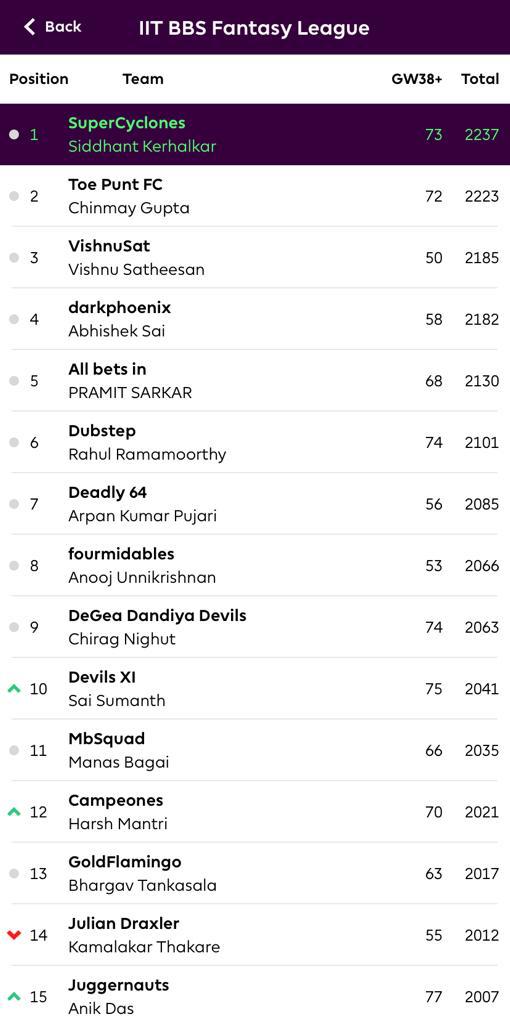 Back IIT BBS Fantasy League
Position Team GW38+ Total
1 SuperCyclones 73 2237
Siddhant Kerhalkar
2 Toe Punt FC 72 2223
Chinmay Gupta
3 VishnuSat 50 2185
Vishnu Satheesan
4 darkphoenix 58 2182
Abhishek Sai
5 All bets in 68 2130
PRAMIT SARKAR
6 Dubstep 74 2101
Rahul Ramamoorthy
7 Deadly 64 56 2085
Arpan Kumar Pujari
8 fourmidables 53 2066
Anooj Unnikrishnan
9 DeGea Dandiya Devils 74 2063
Chirag Nighut
10 Devils XI 75 2041
Sai Sumanth
11 MbSquad 66 2035
Manas Bagai
12 Campeones 70 2021
Harsh Mantri
13 GoldFlamingo 63 2017
Bhargav Tankasala
14 Julian Draxler 55 2012
Kamalakar Thakare
15 Juggernauts 77 2007
Anik Das